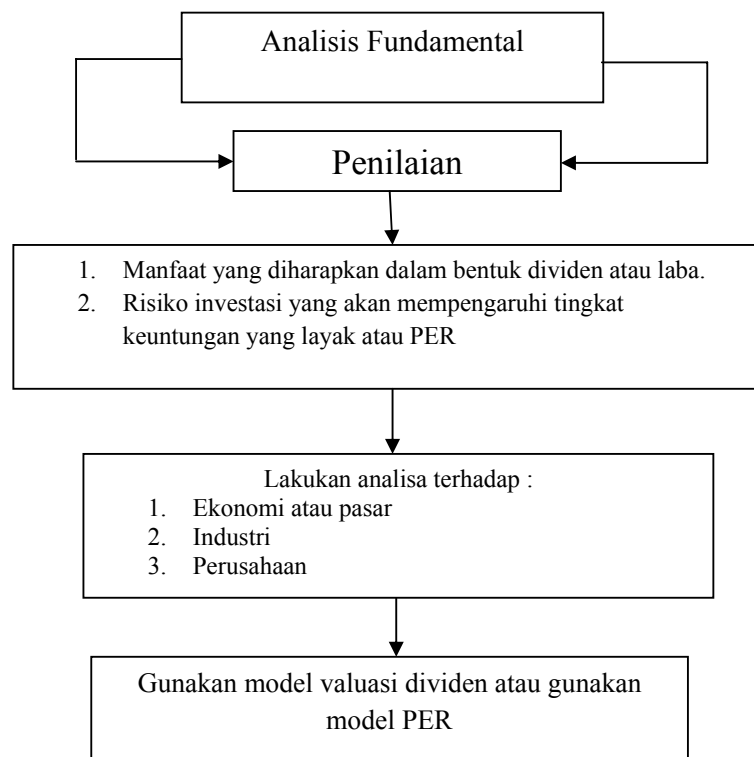 Analisis Fundamental
Penilaian
1. Manfaat yang diharapkan dalam bentuk dividen atau laba.
2. Risiko investasi yang akan mempengaruhi tingkat
keuntungan yang layak atau PER
Lakukan analisa terhadap :
1. Ekonomi atau pasar
2. Industri
3. Perusahaan
Gunakan model valuasi dividen atau gunakan
model PER